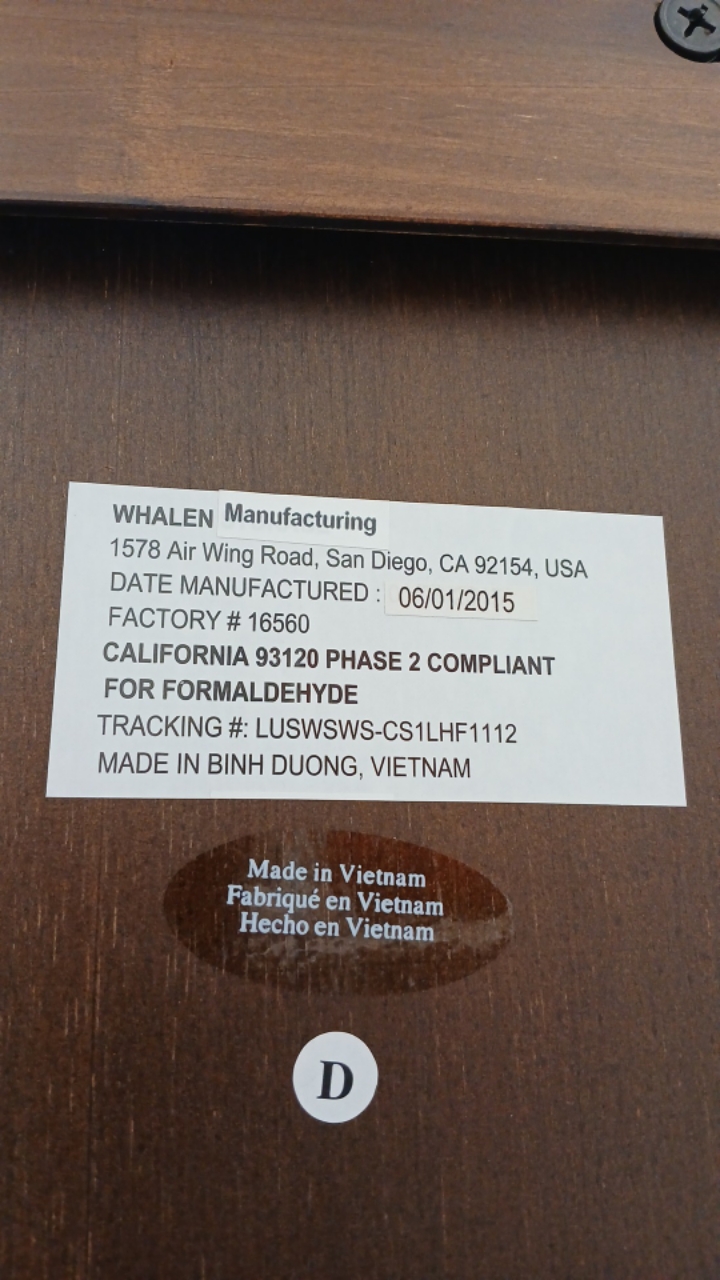 WHALEN Manufacturing
1578 Air Wing Road, San Diego, CA 92154, USA
DATE MANUFACTURED : 06/01/2015
FACTORY # 16560
CALIFORNIA 93120 PHASE 2 COMPLIANT
FOR FORMALDEHYDE
TRACKING #: LUSWSWS-CS1LHF1112
MADE IN BINH DUONG, VIETNAM
Made in Vietnam
Fabriqué en Vietnam
Hecho en Vietnam
D